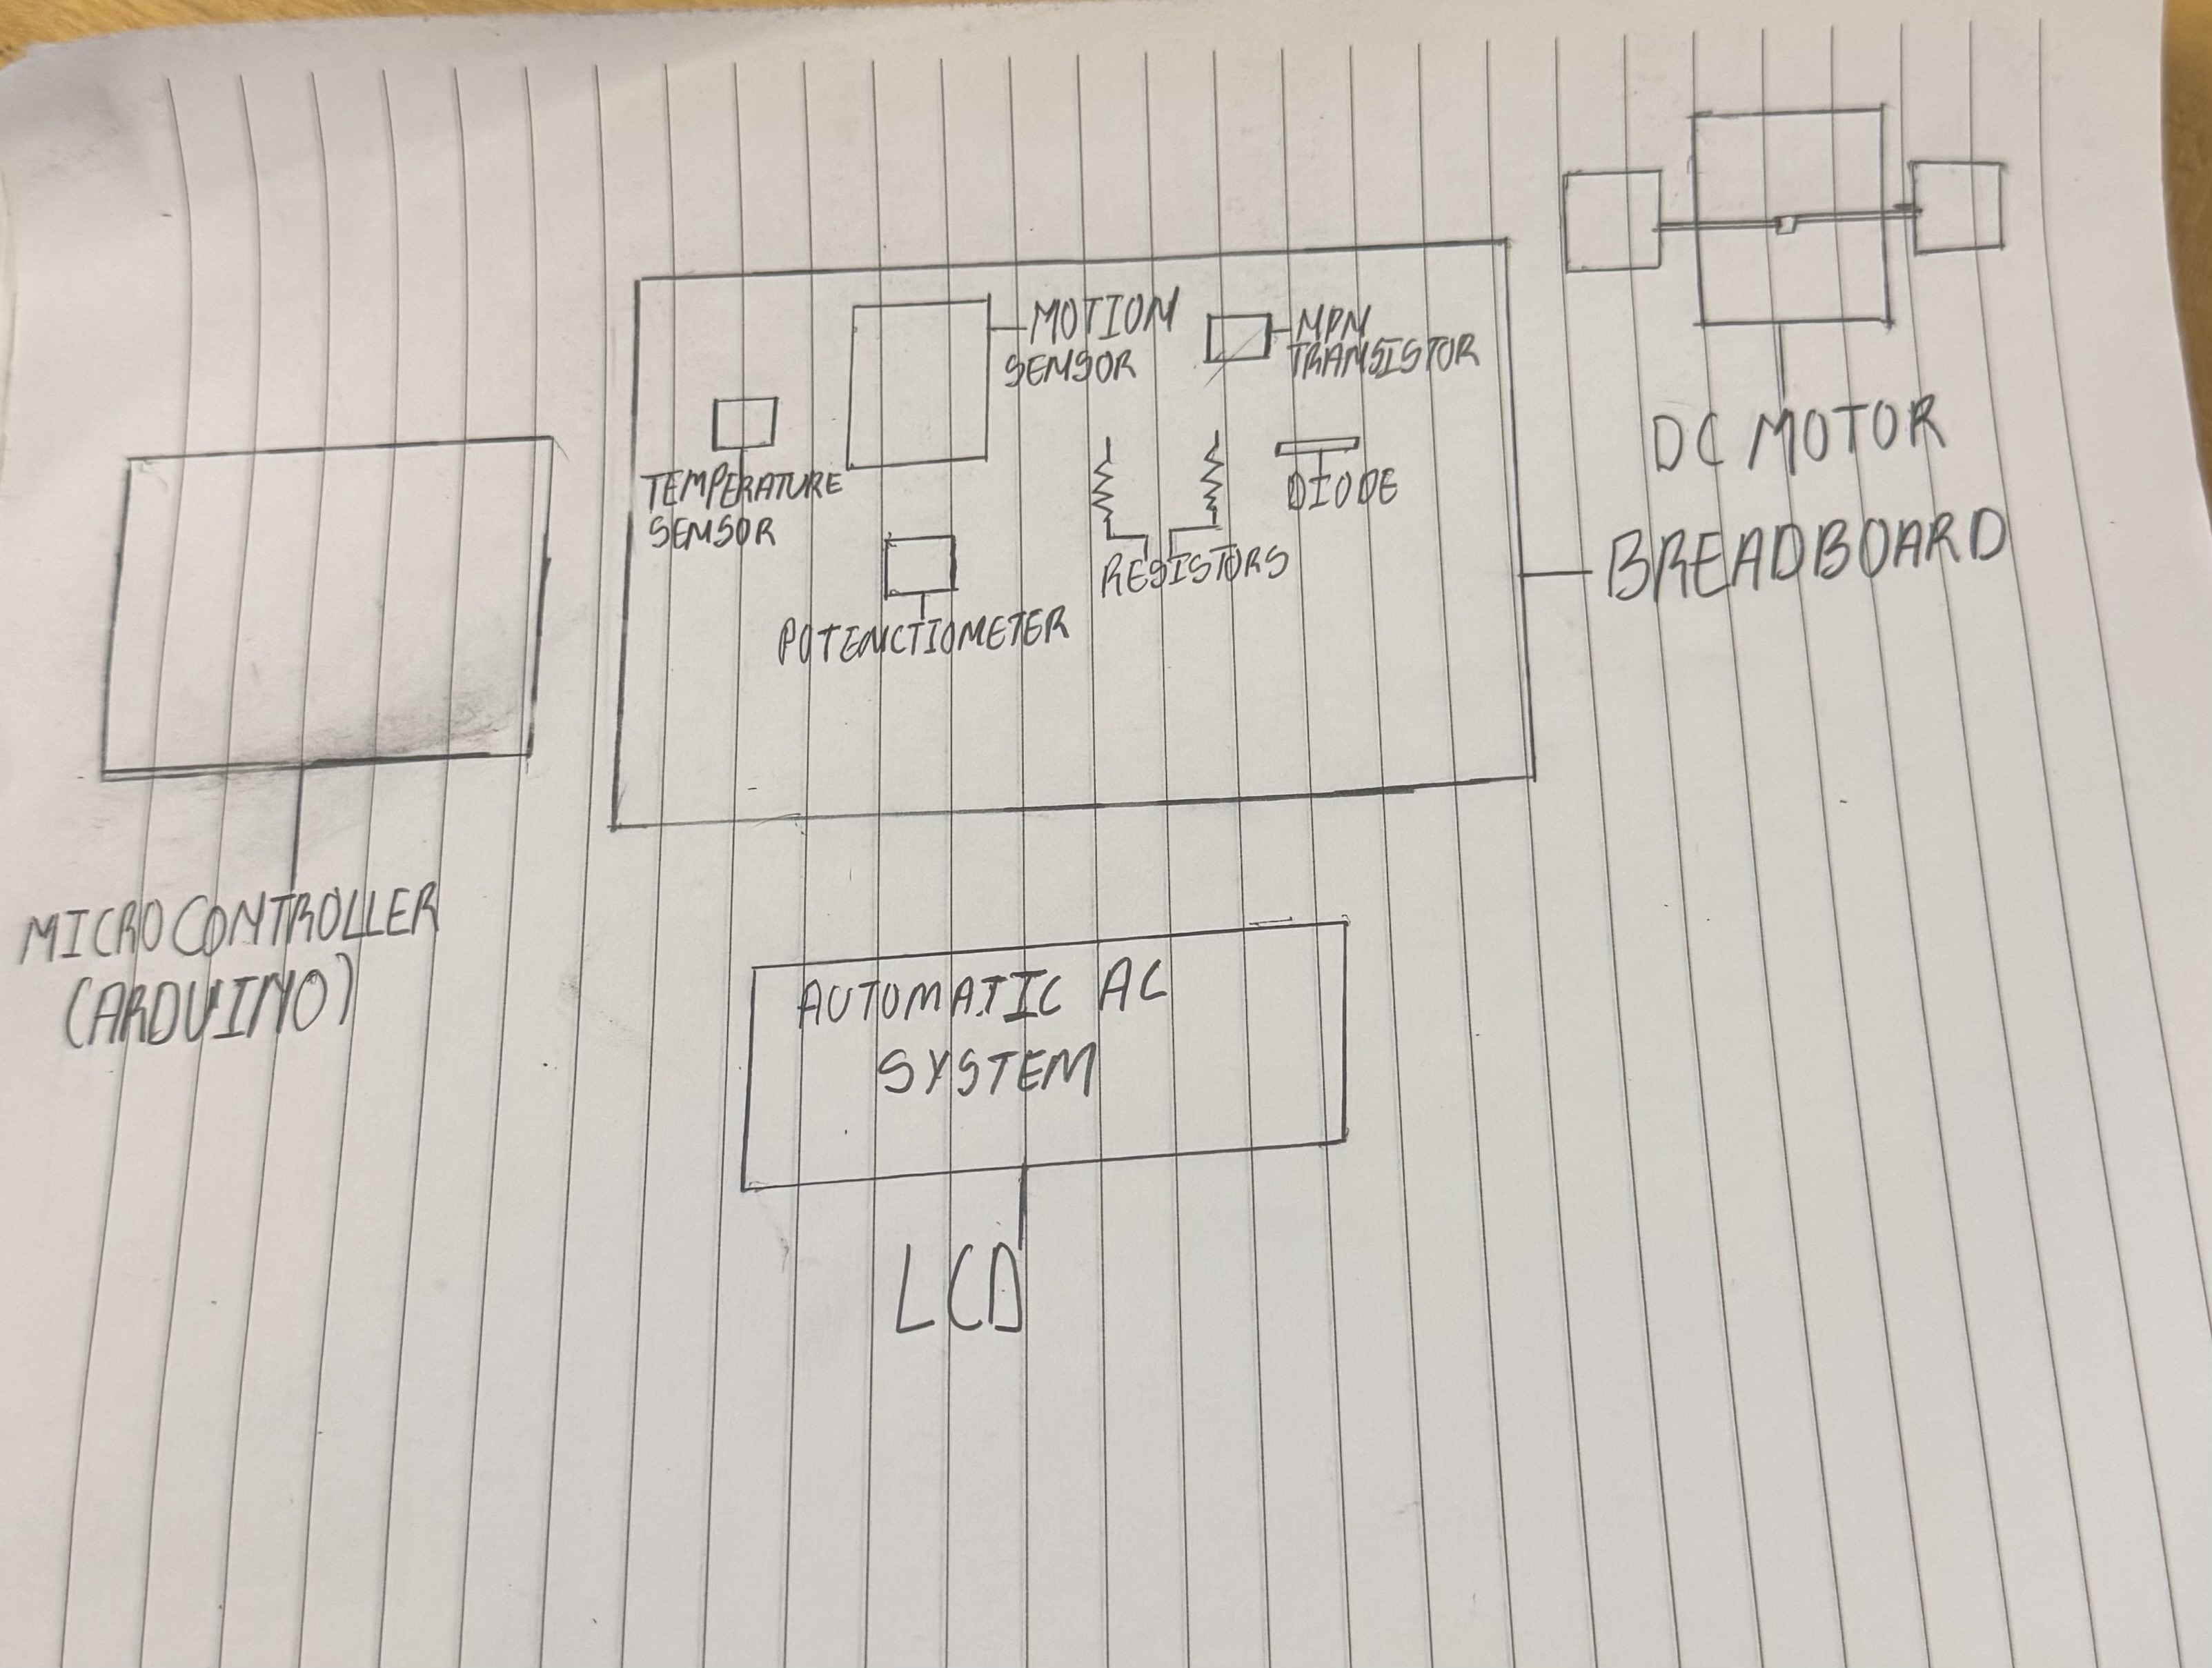 MOTION
SENSOR
NPN
TRANSISTOR
DC MOTOR
TEMPERATURE
SENSOR
DIODE
BREADBOARD
RESISTORS
POTENCTIOMETER
MICROCONTROLLER
(ARDUINO)
AUTOMATIC AC
SYSTEM
LCD